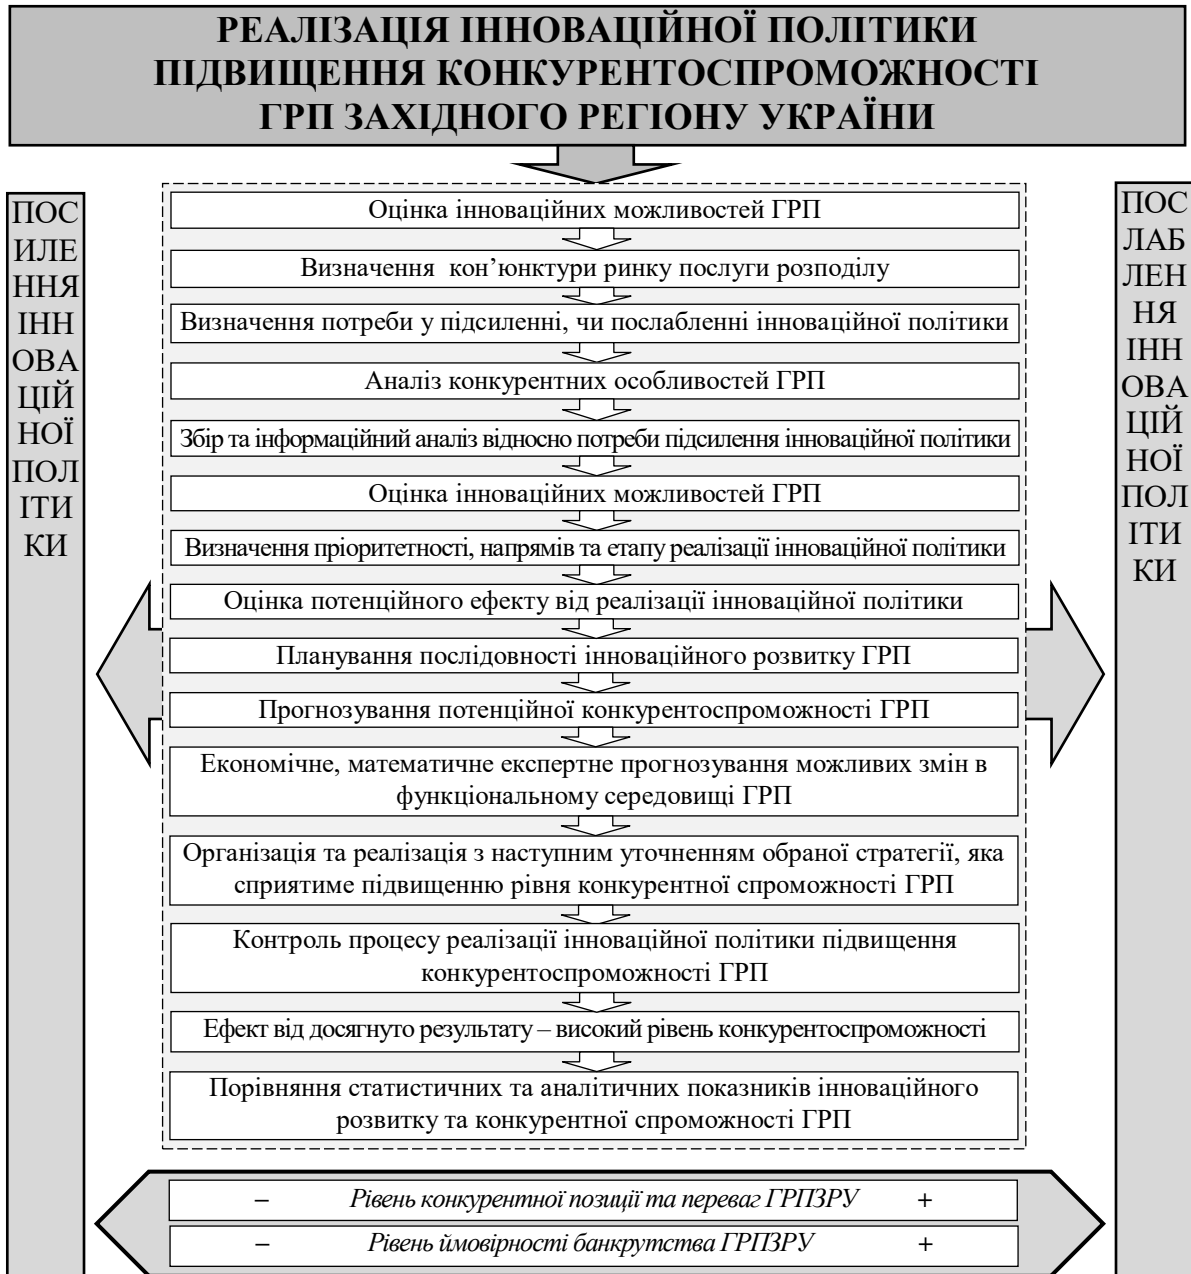 РЕАЛІЗАЦІЯ ІННОВАЦІЙНОЇ ПОЛІТИКИ
ПІДВИЩЕННЯ КОНКУРЕНТОСПРОМОЖНОСТІ
ГРП ЗАХІДНОГО РЕГІОНУ УКРАЇНИ
ПОС
ИЛЕ
ННЯ
ІНН
ОВА
ЦІЙ
НОЇ
ПОЛ
ІТИ
КИ
Оцінка інноваційних можливостей ГРП
Визначення кон’юнктури ринку послуги розподілу
Визначення потреби у підсиленні, чи послабленні інноваційної політики
Аналіз конкурентних особливостей ГРП
Збір та інформаційний аналіз відносно потреби підсилення інноваційної політики
Оцінка інноваційних можливостей ГРП
Визначення пріоритетності, напрямів та етапу реалізації інноваційної політики
Оцінка потенційного ефекту від реалізації інноваційної політики
Планування послідовності інноваційного розвитку ГРП
Прогнозування потенційної конкурентоспроможності ГРП
Економічне, математичне експертне прогнозування можливих змін в
функціональному середовищі ГРП
Організація та реалізація з наступним уточненням обраної стратегії, яка
сприятиме підвищенню рівня конкурентної спроможності ГРП
Контроль процесу реалізації інноваційної політики підвищення
конкурентоспроможності ГРП
Ефект від досягнуто результату – високий рівень конкурентоспроможності
Порівняння статистичних та аналітичних показників інноваційного
розвитку та конкурентної спроможності ГРП
ПОС
ЛАБ
ЛЕН
НЯ
ІНН
ОВА
ЦІЙ
НОЇ
ПОЛ
ІТИ
КИ
– Рівень конкурентної позиції та переваг ГРПЗРУ +
– Рівень ймовірності банкрутства ГРПЗРУ +